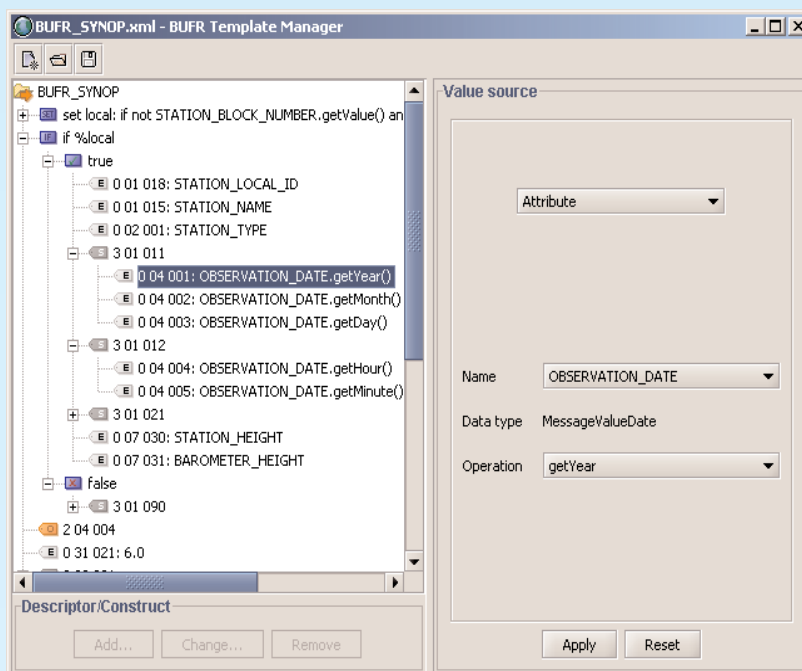 BUFR_SYNOP.xml - BUFR Template Manager
BUFR_SYNOP
SET set local: if not STATION_BLOCK_NUMBER.getValue() an
IF if %local
true
E 0 01 018: STATION_LOCAL_ID
E 0 01 015: STATION_NAME
E 0 02 001: STATION_TYPE
S 3 01 011
E 0 04 001: OBSERVATION_DATE.getYear()
E 0 04 002: OBSERVATION_DATE.getMonth()
E 0 04 003: OBSERVATION_DATE.getDay()
S 3 01 012
E 0 04 004: OBSERVATION_DATE.getHour()
E 0 04 005: OBSERVATION_DATE.getMinute()
S 3 01 021
E 0 07 030: STATION_HEIGHT
E 0 07 031: BAROMETER_HEIGHT
false
S 3 01 090
O 2 04 004
E 0 31 021: 6.0
Descriptor/Construct
Add... Change... Remove
Value source
Attribute
Name OBSERVATION_DATE
Data type MessageValueDate
Operation getYear
Apply Reset